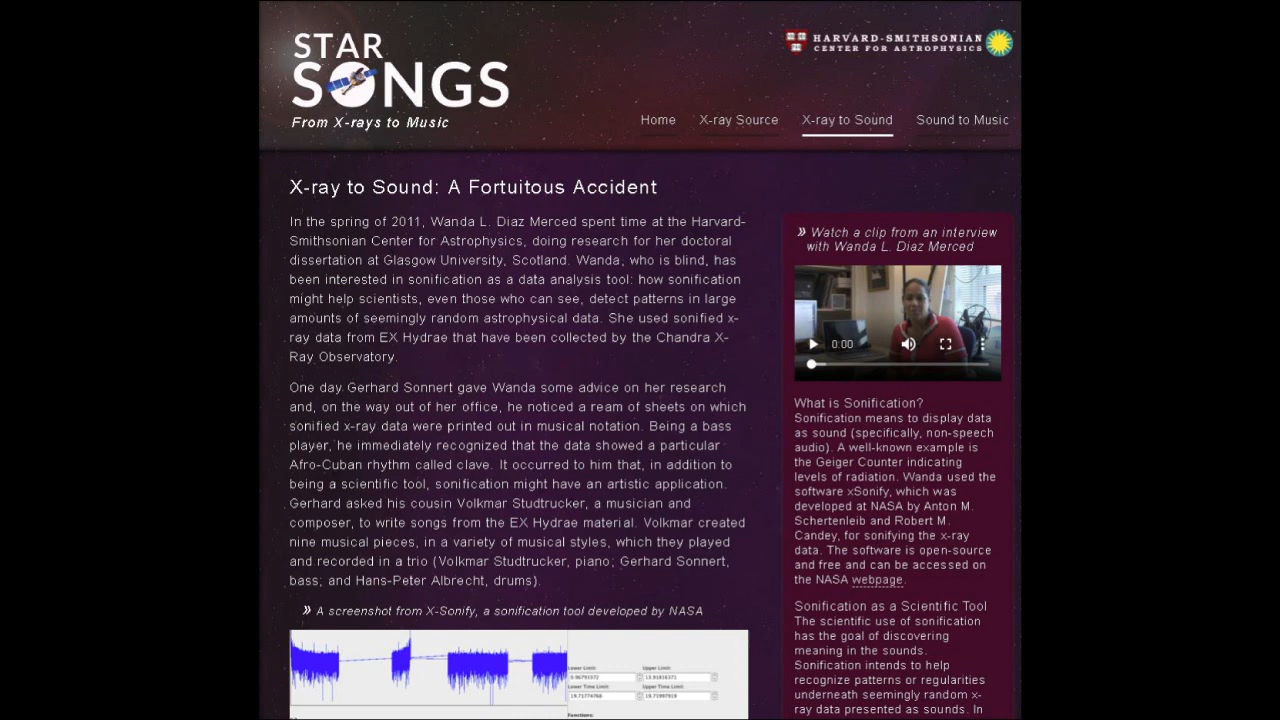 STAR
SONGS
From X-rays to Music
HARVARD-SMITHSONIAN
CENTER FOR ASTROPHYSICS
Home X-ray Source X-ray to Sound Sound to Music
X-ray to Sound: A Fortuitous Accident
In the spring of 2011, Wanda L. Diaz Merced spent time at the Harvard-
Smithsonian Center for Astrophysics, doing research for her doctoral
dissertation at Glasgow University, Scotland. Wanda, who is blind, has
been interested in sonification as a data analysis tool: how sonification
might help scientists, even those who can see, detect patterns in large
amounts of seemingly random astrophysical data. She used sonified x-
ray data from EX Hydrae that have been collected by the Chandra X-
Ray Observatory.
One day Gerhard Sonnert gave Wanda some advice on her research
and, on the way out of her office, he noticed a ream of sheets on which
sonified x-ray data were printed out in musical notation. Being a bass
player, he immediately recognized that the data showed a particular
Afro-Cuban rhythm called clave. It occurred to him that, in addition to
being a scientific tool, sonification might have an artistic application.
Gerhard asked his cousin Volkmar Studtrucker, a musician and
composer, to write songs from the EX Hydrae material. Volkmar created
nine musical pieces, in a variety of musical styles, which they played
and recorded in a trio (Volkmar Studtrucker, piano; Gerhard Sonnert,
bass; and Hans-Peter Albrecht, drums).
» A screenshot from X-Sonify, a sonification tool developed by NASA
Lower Limit: Upper Limit:
Lower Time Limit: Upper Time Limit:
19.71774768 19.71997919
Functions:
» Watch a clip from an interview
with Wanda L. Diaz Merced
0:00
What is Sonification?
Sonification means to display data
as sound (specifically, non-speech
audio). A well-known example is
the Geiger Counter indicating
levels of radiation. Wanda used the
software xSonify, which was
developed at NASA by Anton M.
Schertenleib and Robert M.
Candey, for sonifying the x-ray
data. The software is open-source
and free and can be accessed on
the NASA webpage.
Sonification as a Scientific Tool
The scientific use of sonification
has the goal of discovering
meaning in the sounds.
Sonification intends to help
recognize patterns or regularities
underneath seemingly random x-
ray data presented as sounds. In